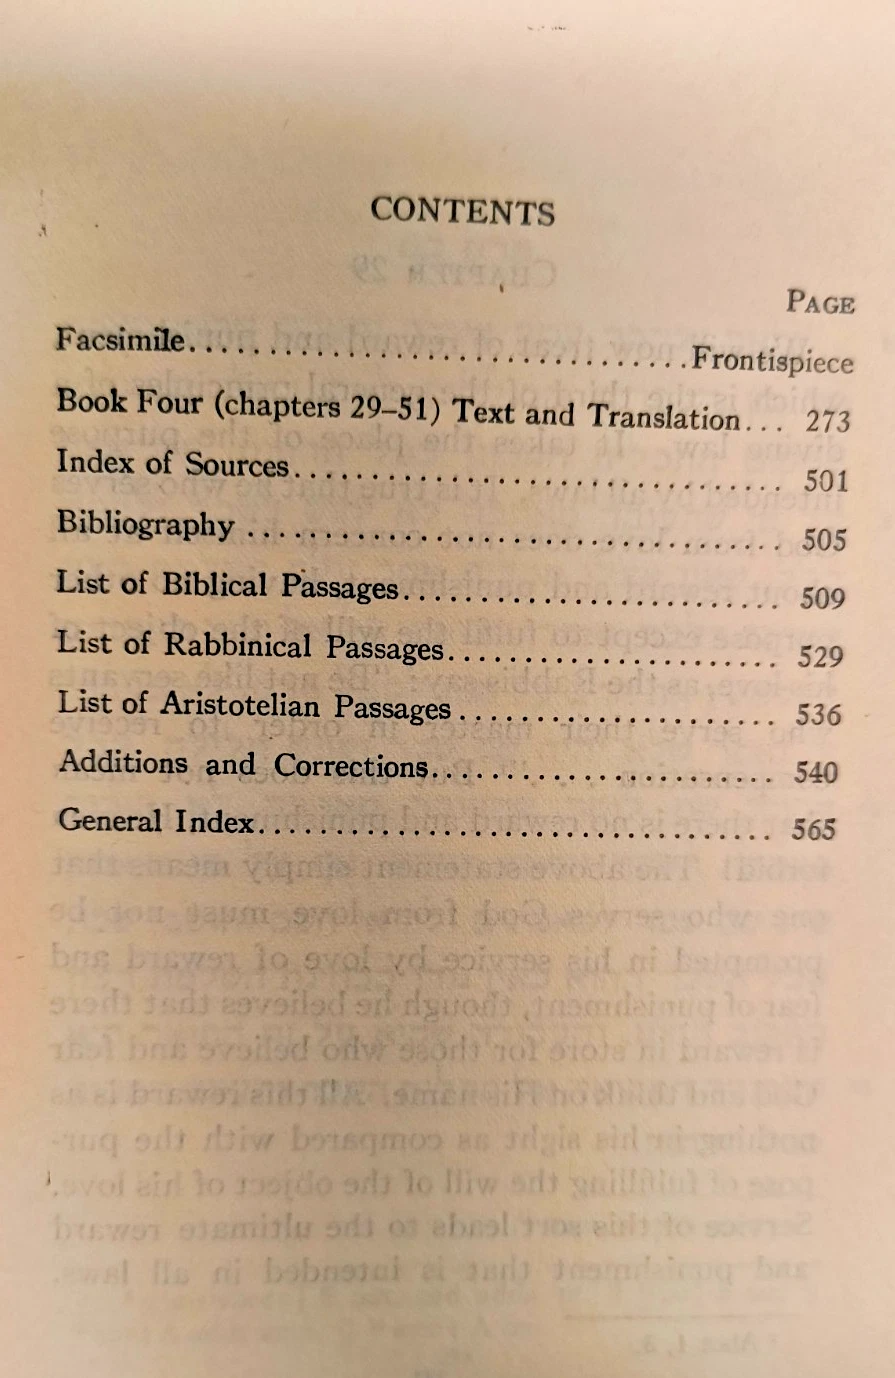 CONTENTS
PAGE
Facsimile................................Frontispiece
Book Four (chapters 29–51) Text and Translation... 273
Index of Sources............................... 501
Bibliography .................................. 505
List of Biblical Passages........................ 509
List of Rabbinical Passages..................... 529
List of Aristotelian Passages .................... 536
Additions and Corrections...................... 540
General Index................................. 565